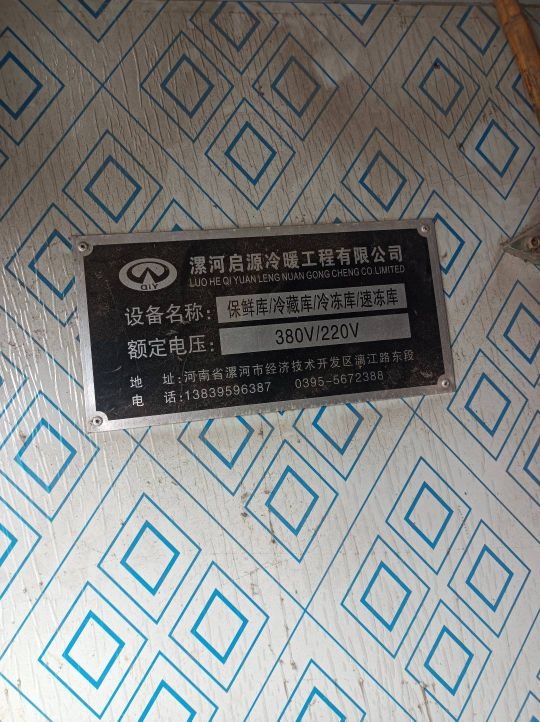 QIY
漯河启源冷暖工程有限公司
LUO HE QI YUAN LENG NUAN GONG CHENG CO LIMITED
设备名称: 保鲜库/冷藏库/冷冻库/速冻库
额定电压: 380V/220V
地 址:河南省漯河市经济技术开发区漓江路东段
电 话:13839596387 0395-5672388